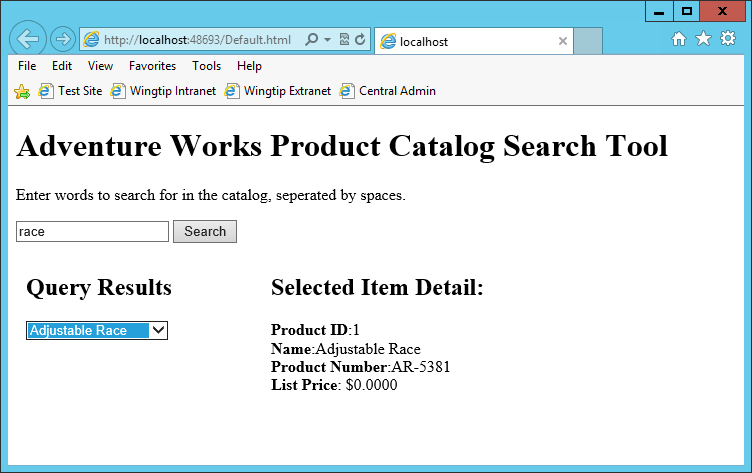 http://localhost:48693/Default.html
localhost
File Edit View Favorites Tools Help
Test Site Wingtip Intranet Wingtip Extranet Central Admin
Adventure Works Product Catalog Search Tool
Enter words to search for in the catalog, seperated by spaces.
race Search
Query Results
Adjustable Race
Selected Item Detail:
Product ID:1
Name:Adjustable Race
Product Number:AR-5381
List Price: $0.0000